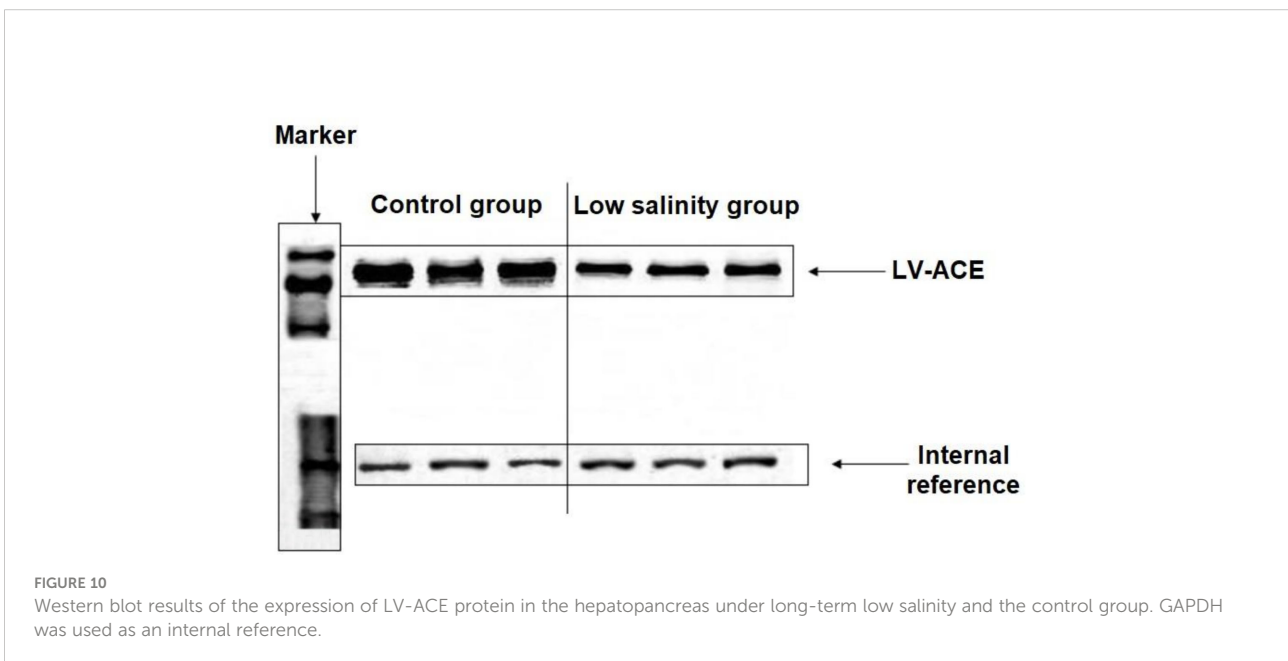 Marker
Control group
Low salinity group
LV-ACE
Internal
reference
FIGURE 10
Western blot results of the expression of LV-ACE protein in the hepatopancreas under long-term low salinity and the control group. GAPDH
was used as an internal reference.